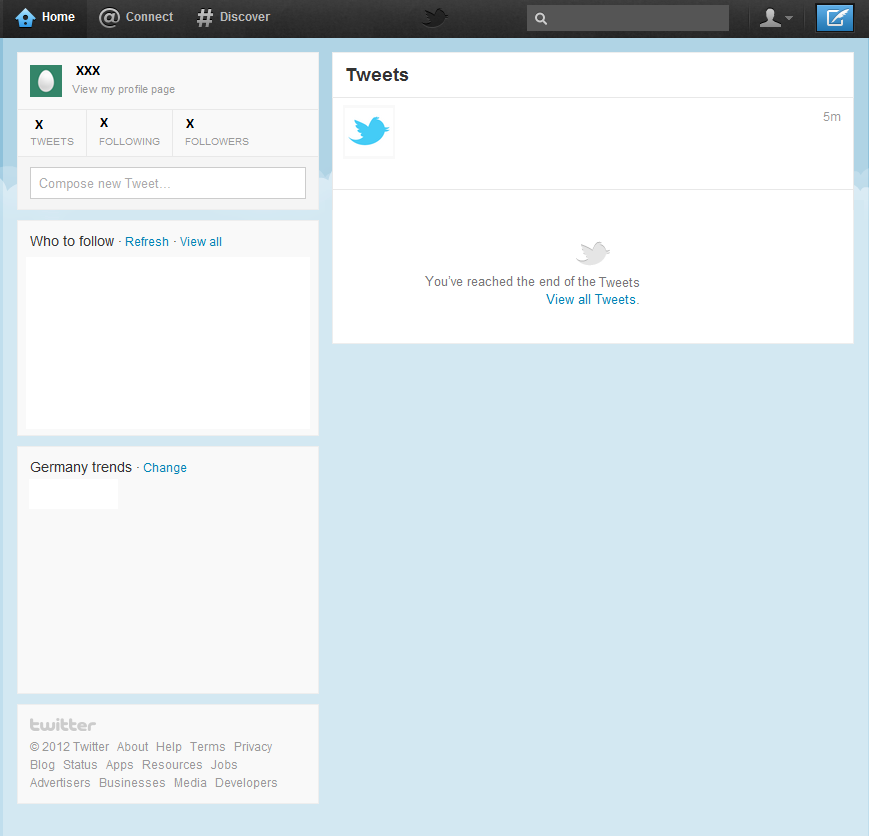 Home Connect Discover
XXX
View my profile page
X X X
TWEETS FOLLOWING FOLLOWERS
Compose new Tweet...
Who to follow · Refresh · View all
Germany trends · Change
twitter
© 2012 Twitter About Help Terms Privacy
Blog Status Apps Resources Jobs
Advertisers Businesses Media Developers
Tweets
5m
You've reached the end of the Tweets
View all Tweets.